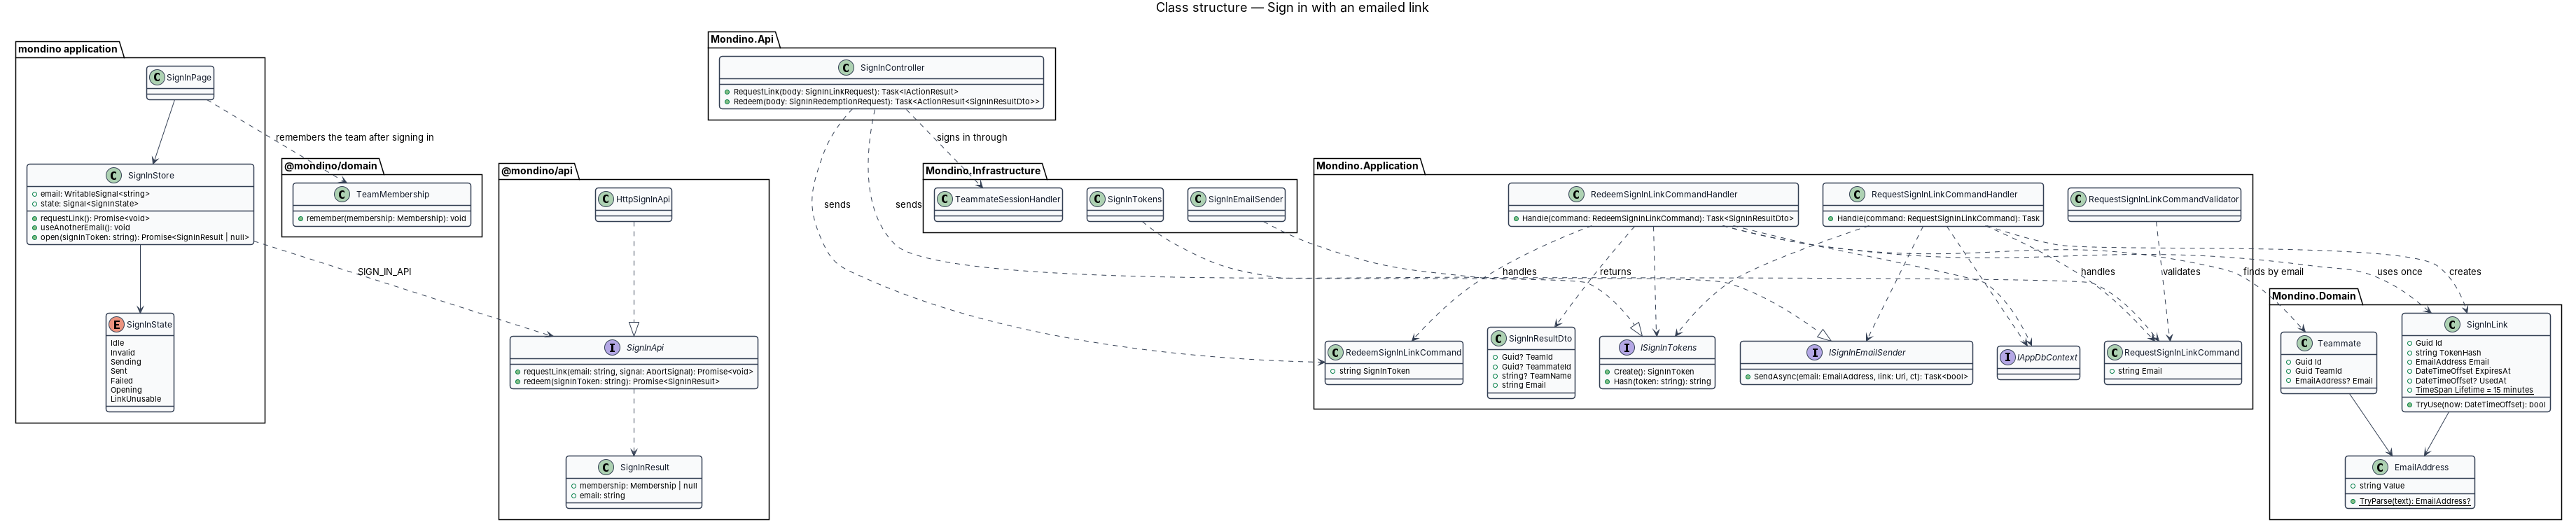 Class structure — Sign in with an emailed link
mondino application
C SignInPage
C SignInStore
email: WritableSignal<string>
state: Signal<SignInState>
requestLink(): Promise<void>
useAnotherEmail(): void
open(signInToken: string): Promise<SignInResult | null>
E SignInState
Idle
Invalid
Sending
Sent
Failed
Opening
LinkUnusable
remembers the team after signing in
@mondino/domain
C TeamMembership
remember(membership: Membership): void
SIGN_IN_API
@mondino/api
C HttpSignInApi
I SignInApi
requestLink(email: string, signal: AbortSignal): Promise<void>
redeem(signInToken: string): Promise<SignInResult>
C SignInResult
membership: Membership | null
email: string
Mondino.Api
C SignInController
RequestLink(body: SignInLinkRequest): Task<IActionResult>
Redeem(body: SignInRedemptionRequest): Task<ActionResult<SignInResultDto>>
sends
sends
signs in through
Mondino.Infrastructure
C TeammateSessionHandler
C SignInTokens
C SignInEmailSender
Mondino.Application
C RedeemSignInLinkCommandHandler
Handle(command: RedeemSignInLinkCommand): Task<SignInResultDto>
C RequestSignInLinkCommandHandler
Handle(command: RequestSignInLinkCommand): Task
C RequestSignInLinkCommandValidator
handles
returns
handles
validates
finds by email
uses once
creates
C RedeemSignInLinkCommand
string SignInToken
C SignInResultDto
Guid? TeamId
Guid? TeammateId
string? TeamName
string Email
I ISignInTokens
Create(): SignInToken
Hash(token: string): string
I ISignInEmailSender
SendAsync(email: EmailAddress, link: Uri, ct): Task<bool>
I IAppDbContext
C RequestSignInLinkCommand
string Email
Mondino.Domain
C Teammate
Guid Id
Guid TeamId
EmailAddress? Email
C SignInLink
Guid Id
string TokenHash
EmailAddress Email
DateTimeOffset ExpiresAt
DateTimeOffset? UsedAt
TimeSpan Lifetime = 15 minutes
TryUse(now: DateTimeOffset): bool
C EmailAddress
string Value
TryParse(text): EmailAddress?